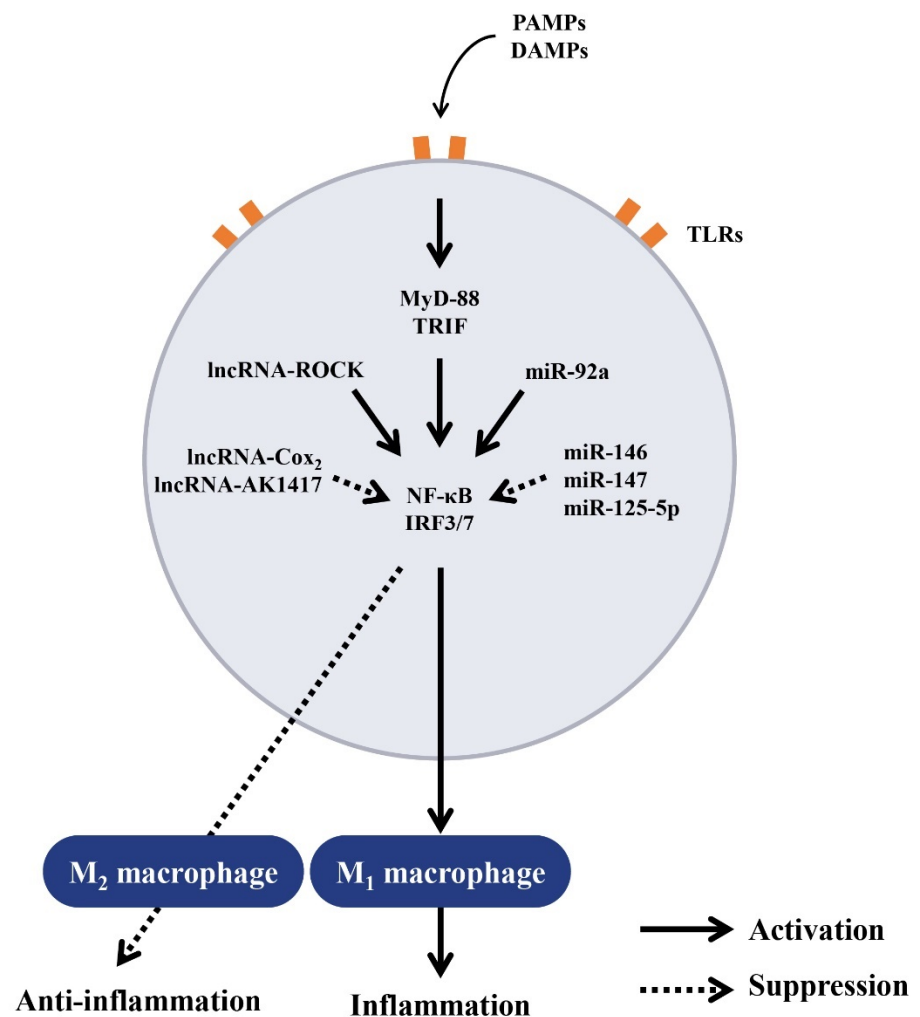 PAMPs
DAMPs
TLRs
MyD-88
TRIF
lncRNA-ROCK
miR-92a
lncRNA-Cox₂
lncRNA-AK1417
miR-146
miR-147
miR-125-5p
NF-κB
IRF3/7
M₂ macrophage
M₁ macrophage
Activation
Suppression
Anti-inflammation
Inflammation